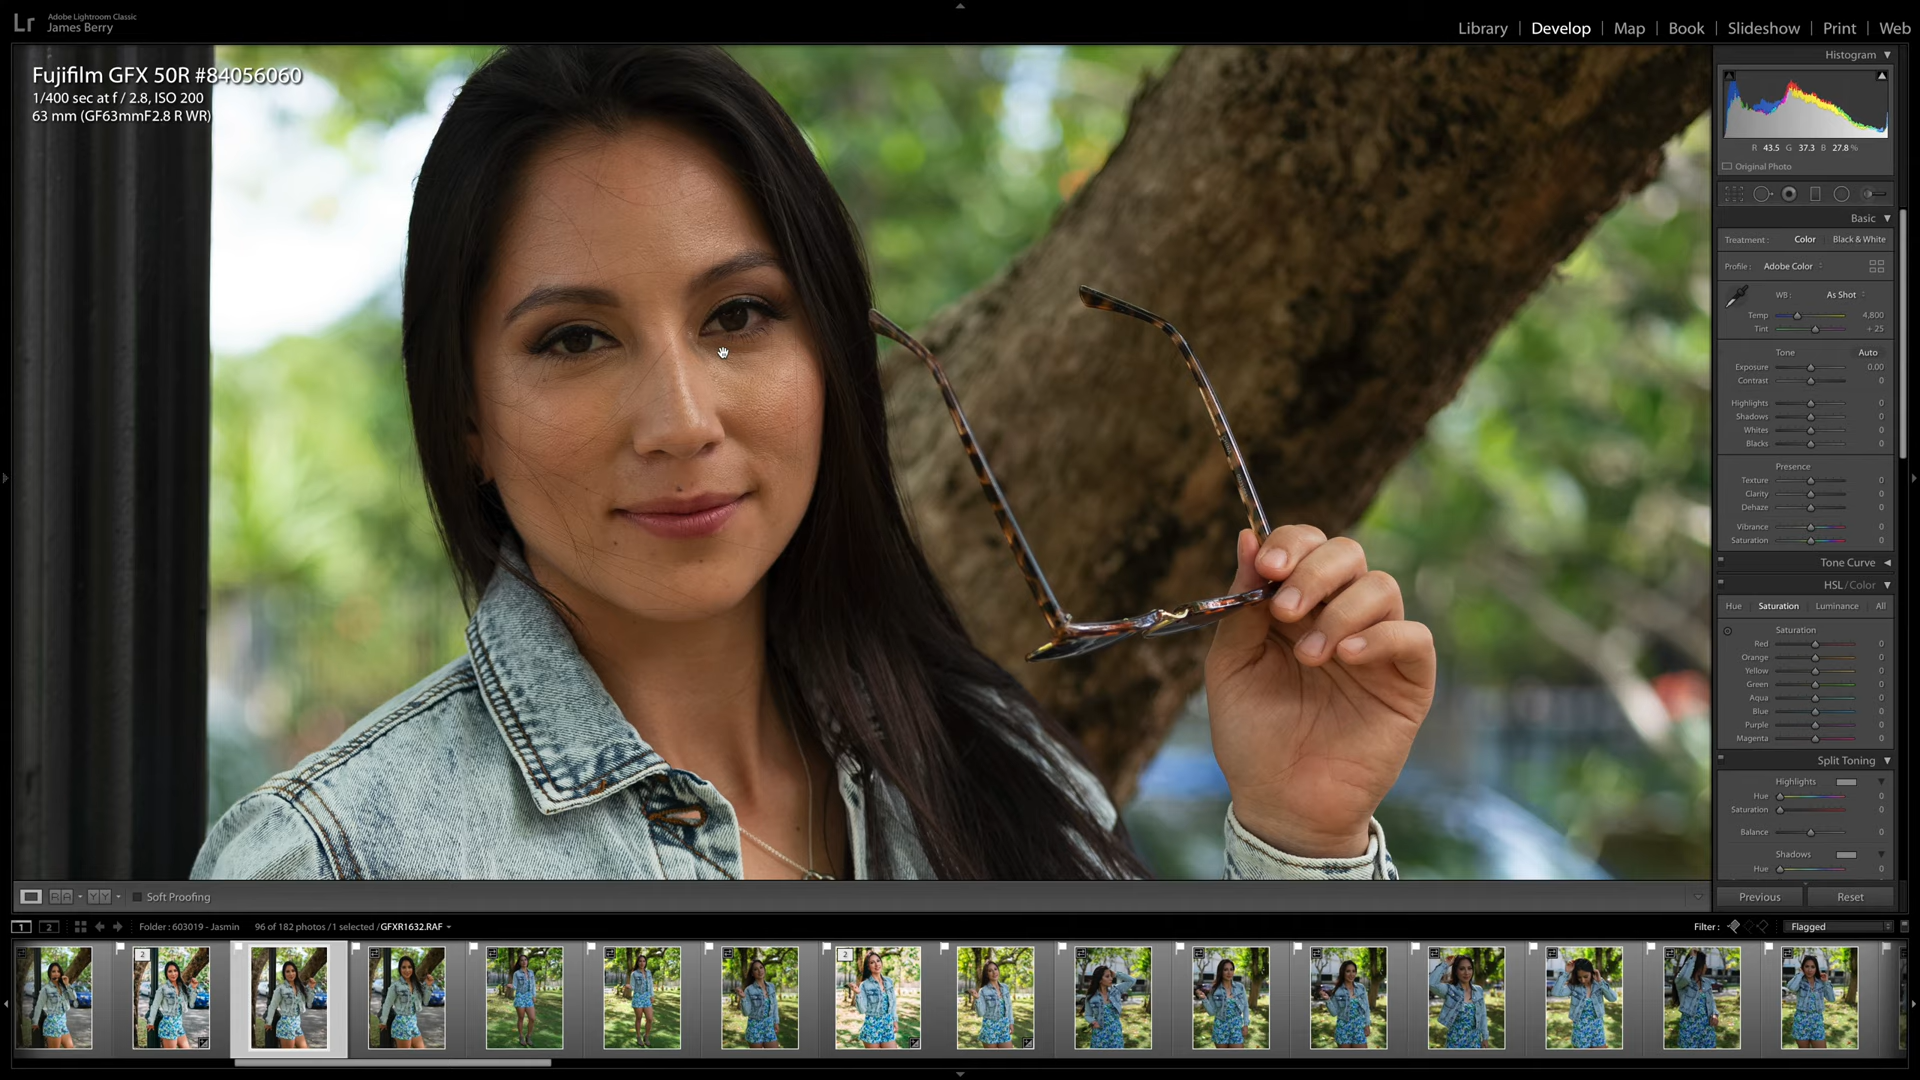 Lr
Adobe Lightroom Classic
James Berry
Library | Develop | Map | Book | Slideshow | Print | Web
Fujifilm GFX 50R #84056060
1/400 sec at f / 2.8, ISO 200
63 mm (GF63mmF2.8 R WR)
Histogram
R 43.5 G 37.3 B 27.8 %
Original Photo
Basic
Treatment : Color Black & White
Profile : Adobe Color
WB : As Shot
Temp 4,800
Tint + 25
Tone Auto
Exposure 0.00
Contrast 0
Highlights 0
Shadows 0
Whites 0
Blacks 0
Presence
Texture 0
Clarity 0
Dehaze 0
Vibrance 0
Saturation 0
Tone Curve
HSL / Color
Hue Saturation Luminance All
Saturation
Red 0
Orange 0
Yellow 0
Green 0
Aqua 0
Blue 0
Purple 0
Magenta 0
Split Toning
Highlights
Hue 0
Saturation 0
Balance 0
Shadows
Hue 0
Previous Reset
R A Y Y Soft Proofing
1 2 Folder : 603019 - Jasmin 96 of 182 photos / 1 selected / GFXR1632.RAF Filter : Flagged
2 2